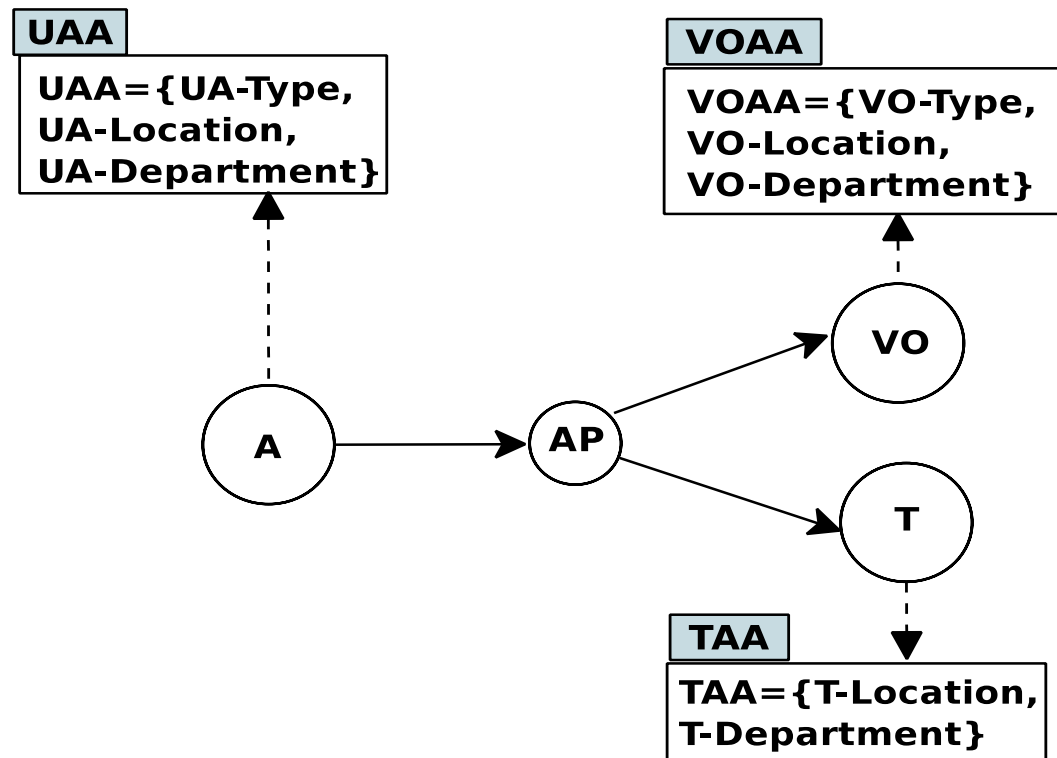 UAA
UAA={UA-Type,
UA-Location,
UA-Department}
VOAA
VOAA={VO-Type,
VO-Location,
VO-Department}
VO
A
AP
T
TAA
TAA={T-Location,
T-Department}